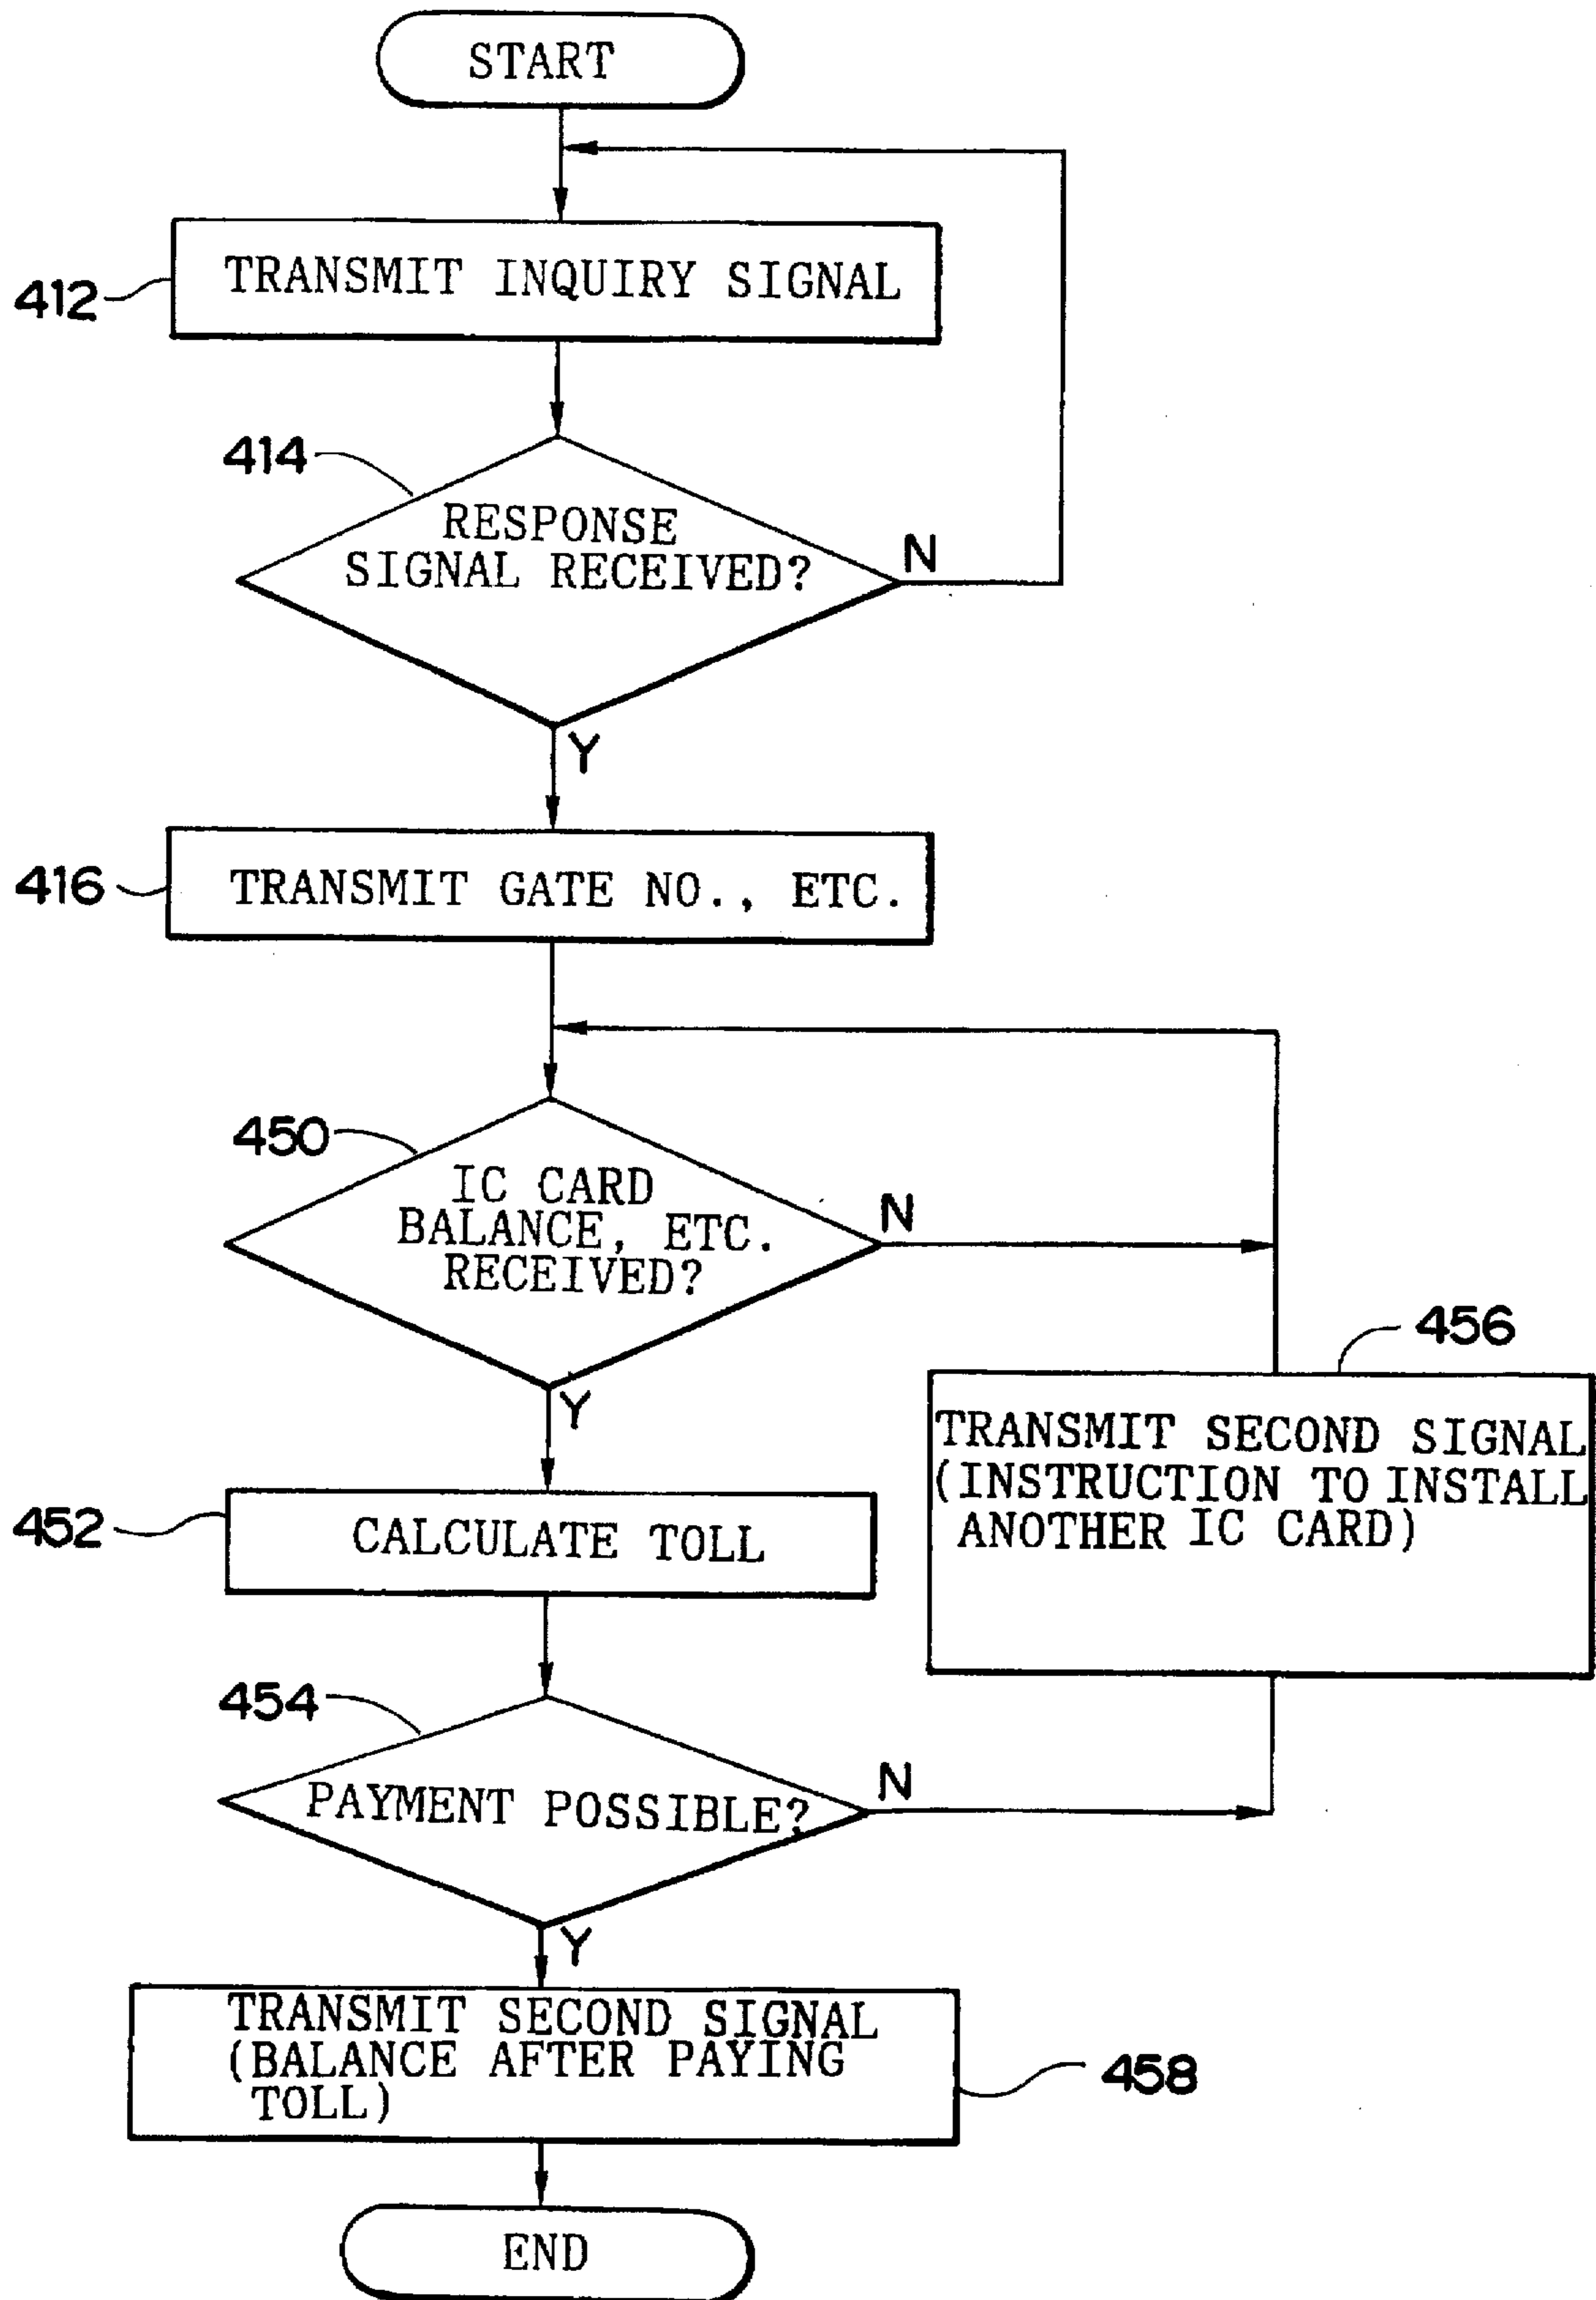 START
412
TRANSMIT INQUIRY SIGNAL
414
RESPONSE
SIGNAL RECEIVED?
N
Y
416
TRANSMIT GATE NO., ETC.
450
IC CARD
BALANCE, ETC.
RECEIVED?
N
Y
456
TRANSMIT SECOND SIGNAL
(INSTRUCTION TO INSTALL
ANOTHER IC CARD)
452
CALCULATE TOLL
454
PAYMENT POSSIBLE?
N
Y
TRANSMIT SECOND SIGNAL
(BALANCE AFTER PAYING
TOLL)
458
END